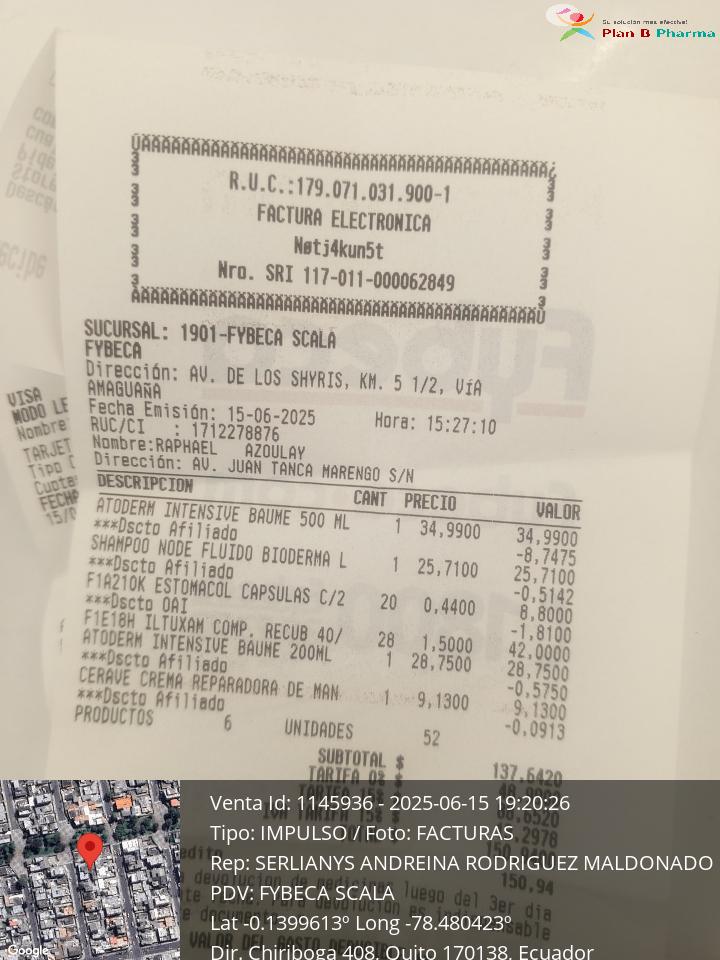 Su solución más efectiva!
Plan B Pharma
R.U.C.:179.071.031.900-1
FACTURA ELECTRONICA
Nøtj4kun5t
Nro. SRI 117-011-000062849
SUCURSAL: 1901-FYBECA SCALA
FYBECA
Dirección: AV. DE LOS SHYRIS, KM. 5 1/2, VíA
AMAGUAñA
Fecha Emisión: 15-06-2025 Hora: 15:27:10
RUC/CI : 1712278876
Nombre:RAPHAEL AZOULAY
Dirección: AV. JUAN TANCA MARENGO S/N
DESCRIPCION CANT PRECIO VALOR
ATODERM INTENSIVE BAUME 500 ML 1 34,9900 34,9900
***Dscto Afiliado -8,7475
SHAMPOO NODE FLUIDO BIODERMA L 1 25,7100 25,7100
***Dscto Afiliado -0,5142
F1A210K ESTOMACOL CAPSULAS C/2 20 0,4400 8,8000
***Dscto OAI -1,8100
F1E18H ILTUXAM COMP. RECUB 40/ 28 1,5000 42,0000
ATODERM INTENSIVE BAUME 200ML 1 28,7500 28,7500
***Dscto Afiliado -0,5750
CERAVE CREMA REPARADORA DE MAN 1 9,1300 9,1300
***Dscto Afiliado -0,0913
PRODUCTOS 6 UNIDADES 52
SUBTOTAL $ 137,6420
TARIFA 0% $
150,94
VISA
MODO LE
Nombre
TARJET
Tipo
Cuota
FECHA
Venta Id: 1145936 - 2025-06-15 19:20:26
Tipo: IMPULSO / Foto: FACTURAS
Rep: SERLIANYS ANDREINA RODRIGUEZ MALDONADO
PDV: FYBECA SCALA
Lat -0.1399613º Long -78.480423º
Dir. Chiriboga 408, Quito 170138, Ecuador
Google